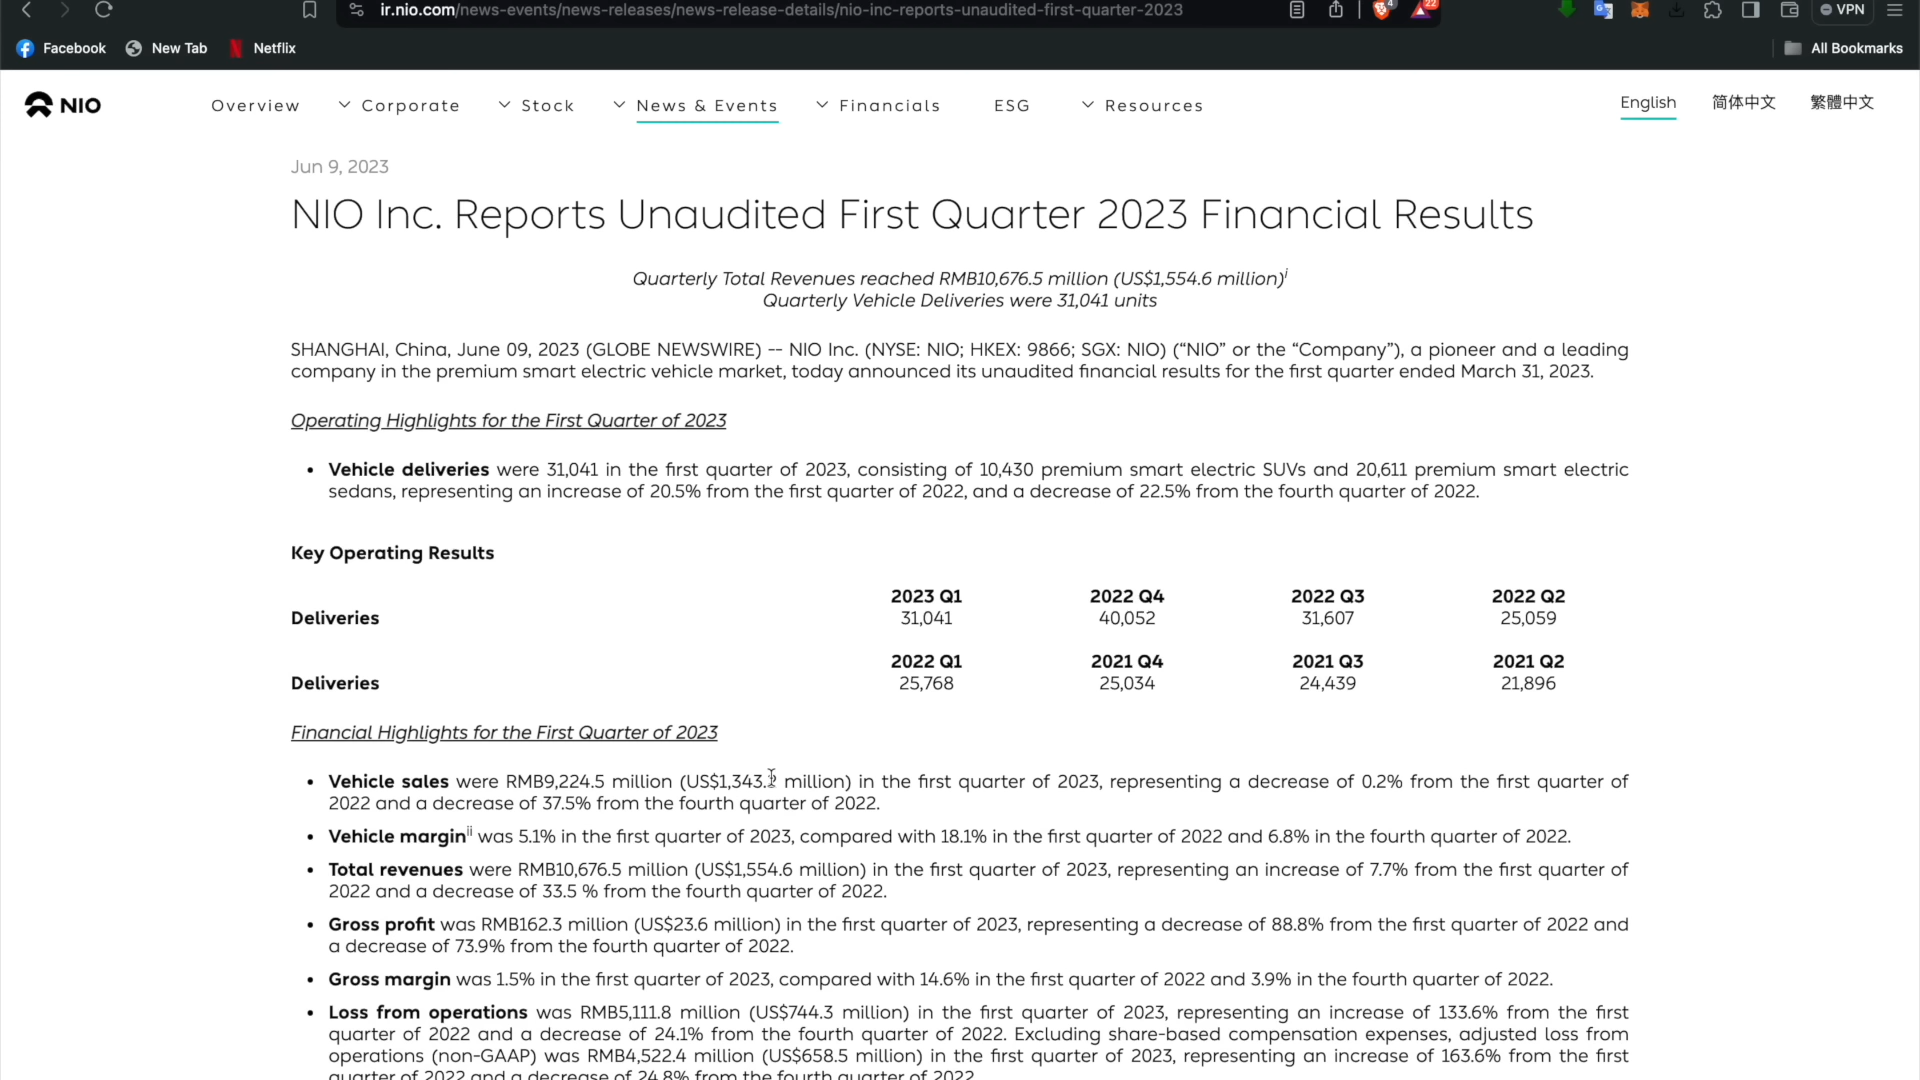 ir.nio.com/news-events/news-releases/news-release-details/nio-inc-reports-unaudited-first-quarter-2023
4
22
VPN
Facebook
New Tab
Netflix
All Bookmarks
NIO
Overview
Corporate
Stock
News & Events
Financials
ESG
Resources
English
简体中文
繁體中文
Jun 9, 2023
NIO Inc. Reports Unaudited First Quarter 2023 Financial Results
Quarterly Total Revenues reached RMB10,676.5 million (US$1,554.6 million)i
Quarterly Vehicle Deliveries were 31,041 units
SHANGHAI, China, June 09, 2023 (GLOBE NEWSWIRE) -- NIO Inc. (NYSE: NIO; HKEX: 9866; SGX: NIO) (“NIO” or the “Company”), a pioneer and a leading
company in the premium smart electric vehicle market, today announced its unaudited financial results for the first quarter ended March 31, 2023.
Operating Highlights for the First Quarter of 2023
• Vehicle deliveries were 31,041 in the first quarter of 2023, consisting of 10,430 premium smart electric SUVs and 20,611 premium smart electric
sedans, representing an increase of 20.5% from the first quarter of 2022, and a decrease of 22.5% from the fourth quarter of 2022.
Key Operating Results
2023 Q1 2022 Q4 2022 Q3 2022 Q2
Deliveries 31,041 40,052 31,607 25,059
2022 Q1 2021 Q4 2021 Q3 2021 Q2
Deliveries 25,768 25,034 24,439 21,896
Financial Highlights for the First Quarter of 2023
• Vehicle sales were RMB9,224.5 million (US$1,343.2 million) in the first quarter of 2023, representing a decrease of 0.2% from the first quarter of
2022 and a decrease of 37.5% from the fourth quarter of 2022.
• Vehicle marginii was 5.1% in the first quarter of 2023, compared with 18.1% in the first quarter of 2022 and 6.8% in the fourth quarter of 2022.
• Total revenues were RMB10,676.5 million (US$1,554.6 million) in the first quarter of 2023, representing an increase of 7.7% from the first quarter of
2022 and a decrease of 33.5 % from the fourth quarter of 2022.
• Gross profit was RMB162.3 million (US$23.6 million) in the first quarter of 2023, representing a decrease of 88.8% from the first quarter of 2022 and
a decrease of 73.9% from the fourth quarter of 2022.
• Gross margin was 1.5% in the first quarter of 2023, compared with 14.6% in the first quarter of 2022 and 3.9% in the fourth quarter of 2022.
• Loss from operations was RMB5,111.8 million (US$744.3 million) in the first quarter of 2023, representing an increase of 133.6% from the first
quarter of 2022 and a decrease of 24.1% from the fourth quarter of 2022. Excluding share-based compensation expenses, adjusted loss from
operations (non-GAAP) was RMB4,522.4 million (US$658.5 million) in the first quarter of 2023, representing an increase of 163.6% from the first
quarter of 2022 and a decrease of 24.8% from the fourth quarter of 2022.